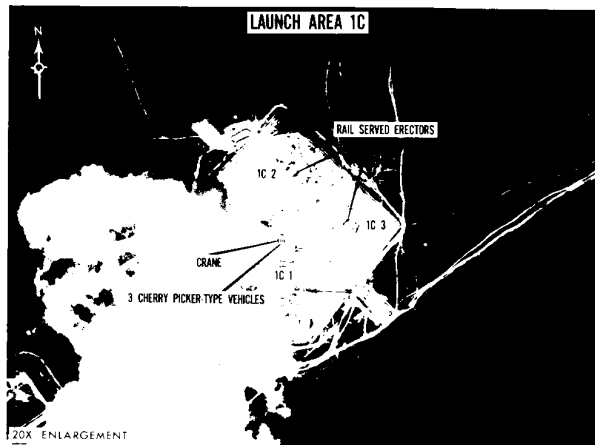 LAUNCH AREA 1C
N
RAIL SERVED ERECTORS
1C 2
1C 3
CRANE
1C 1
3 CHERRY PICKER-TYPE VEHICLES
20X ENLARGEMENT